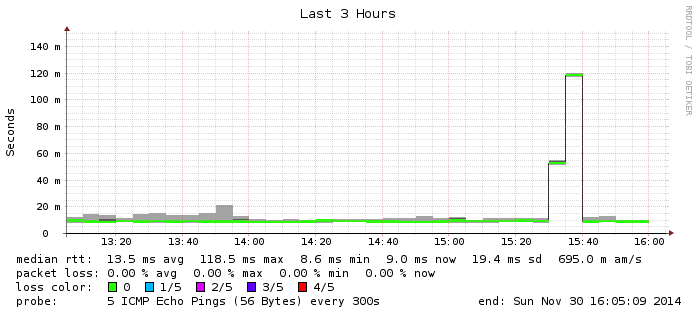 Last 3 Hours
RRDTOOL / TOBI OETIKER
Seconds
140 m
120 m
100 m
80 m
60 m
40 m
20 m
0
13:20 13:40 14:00 14:20 14:40 15:00 15:20 15:40 16:00
median rtt: 13.5 ms avg 118.5 ms max 8.6 ms min 9.0 ms now 19.4 ms sd 695.0 m am/s
packet loss: 0.00 % avg 0.00 % max 0.00 % min 0.00 % now
loss color: 0 1/5 2/5 3/5 4/5
probe: 5 ICMP Echo Pings (56 Bytes) every 300s end: Sun Nov 30 16:05:09 2014